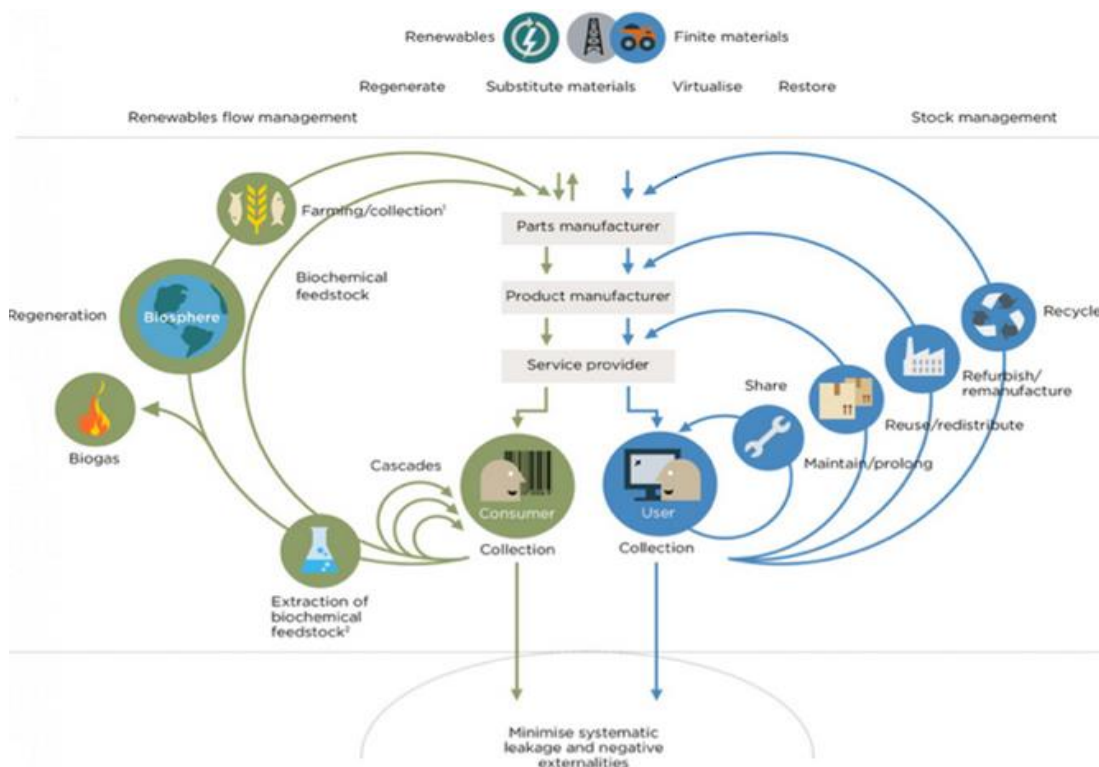 Renewables
Finite materials
Regenerate
Substitute materials
Virtualise
Restore
Renewables flow management
Stock management
Farming/collection¹
Parts manufacturer
Biochemical
feedstock
Product manufacturer
Regeneration
Biosphere
Recycle
Service provider
Share
Refurbish/
remanufacture
Reuse/redistribute
Biogas
Cascades
Maintain/prolong
Consumer
User
Collection
Collection
Extraction of
biochemical
feedstock²
Minimise systematic
leakage and negative
externalities